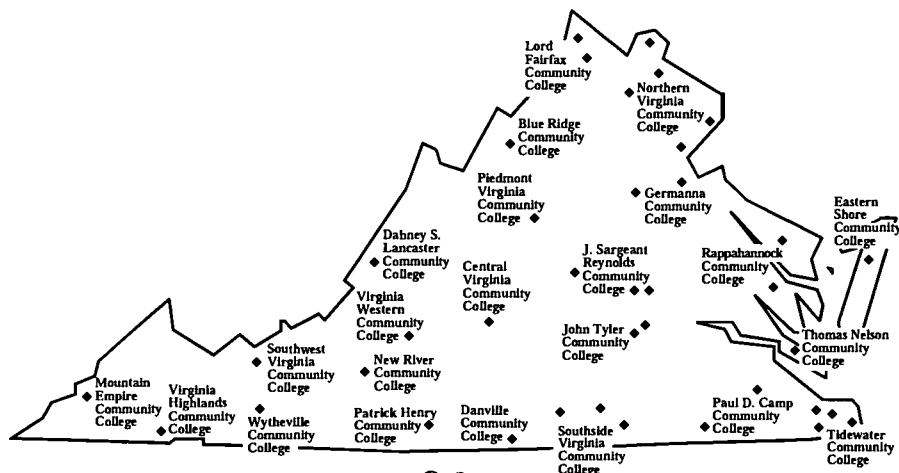 Lord
Fairfax
Community
College
Northern
Virginia
Community
College
Blue Ridge
Community
College
Piedmont
Virginia
Community
College
Germanna
Community
College
Eastern
Shore
Community
College
Dabney S.
Lancaster
Community
College
Central
Virginia
Community
College
J. Sargeant
Reynolds
Community
College
Rappahannock
Community
College
Virginia
Western
Community
College
John Tyler
Community
College
Thomas Nelson
Community
College
Southwest
Virginia
Community
College
New River
Community
College
Mountain
Empire
Community
College
Virginia
Highlands
Community
College
Wytheville
Community
College
Patrick Henry
Community
College
Danville
Community
College
Southside
Virginia
Community
College
Paul D. Camp
Community
College
Tidewater
Community
College